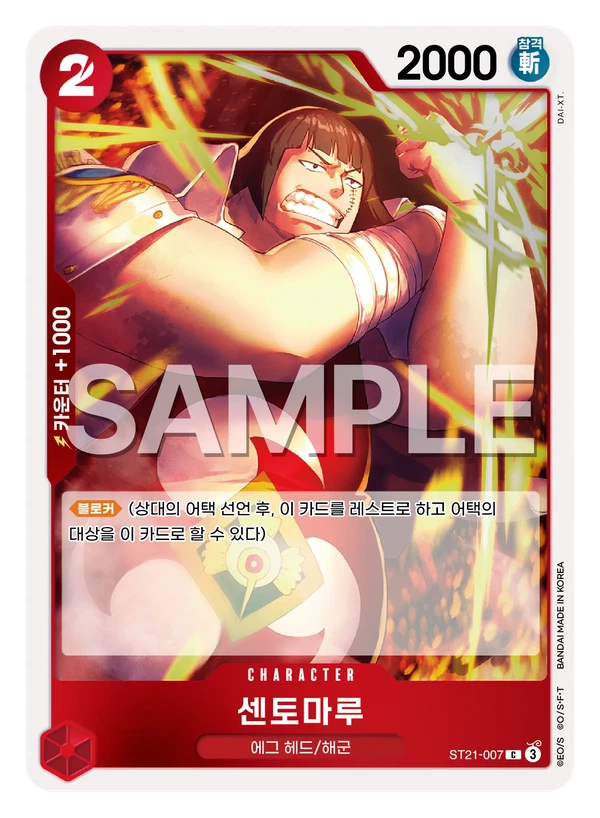 2
2000
참격
斬
DAI-XT.
카운터 +1000
SAMPLE
블로커 (상대의 어택 선언 후, 이 카드를 레스트로 하고 어택의
대상을 이 카드로 할 수 있다)
CHARACTER
센토마루
에그 헤드/해군
ST21-007 C 3
©EO/S ©O/S·F·T BANDAI MADE IN KOREA